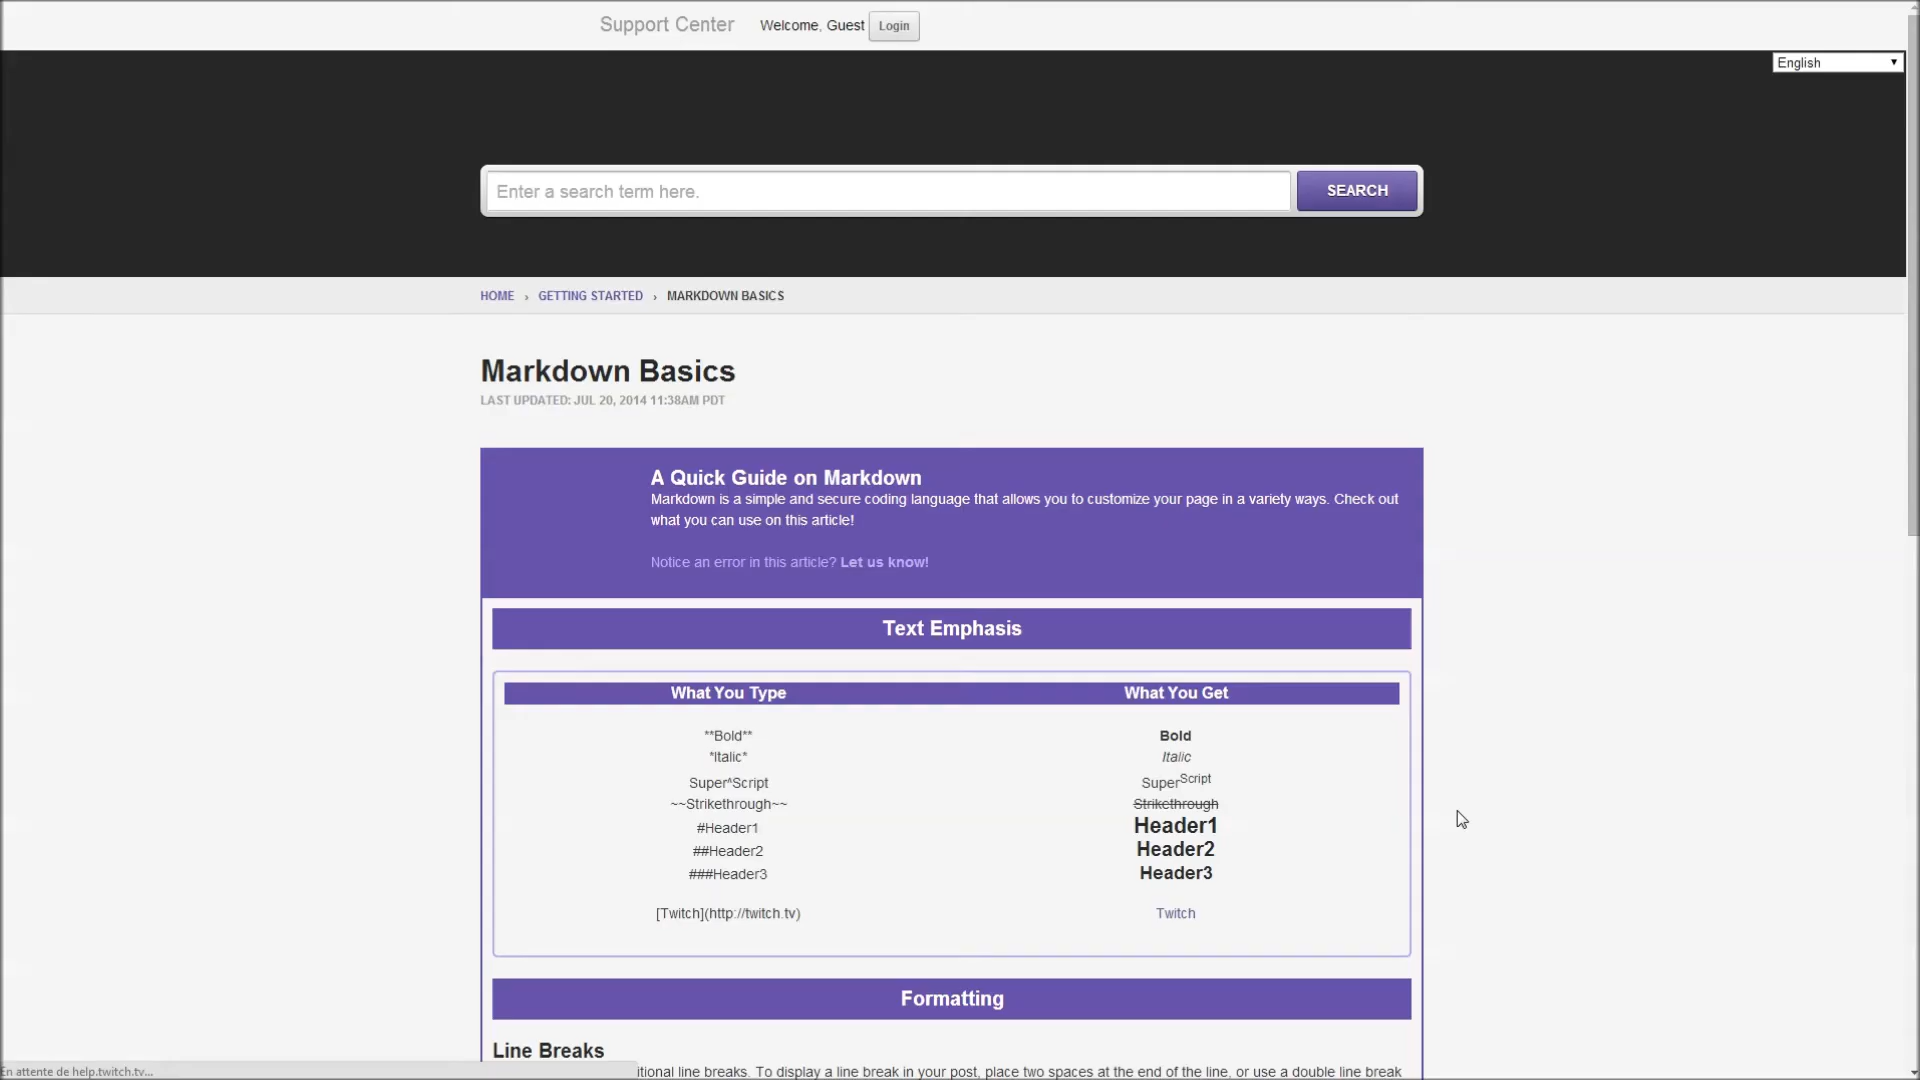 Support Center Welcome, Guest Login
English
Enter a search term here. SEARCH
HOME › GETTING STARTED › MARKDOWN BASICS
Markdown Basics
LAST UPDATED: JUL 20, 2014 11:38AM PDT
A Quick Guide on Markdown
Markdown is a simple and secure coding language that allows you to customize your page in a variety ways. Check out
what you can use on this article!
Notice an error in this article? Let us know!
Text Emphasis
What You Type What You Get
**Bold** Bold
*Italic* Italic
Super^Script SuperScript
~~Strikethrough~~ Strikethrough
#Header1 Header1
##Header2 Header2
###Header3 Header3
[Twitch](http://twitch.tv) Twitch
Formatting
Line Breaks
itional line breaks. To display a line break in your post, place two spaces at the end of the line, or use a double line break
En attente de help.twitch.tv...